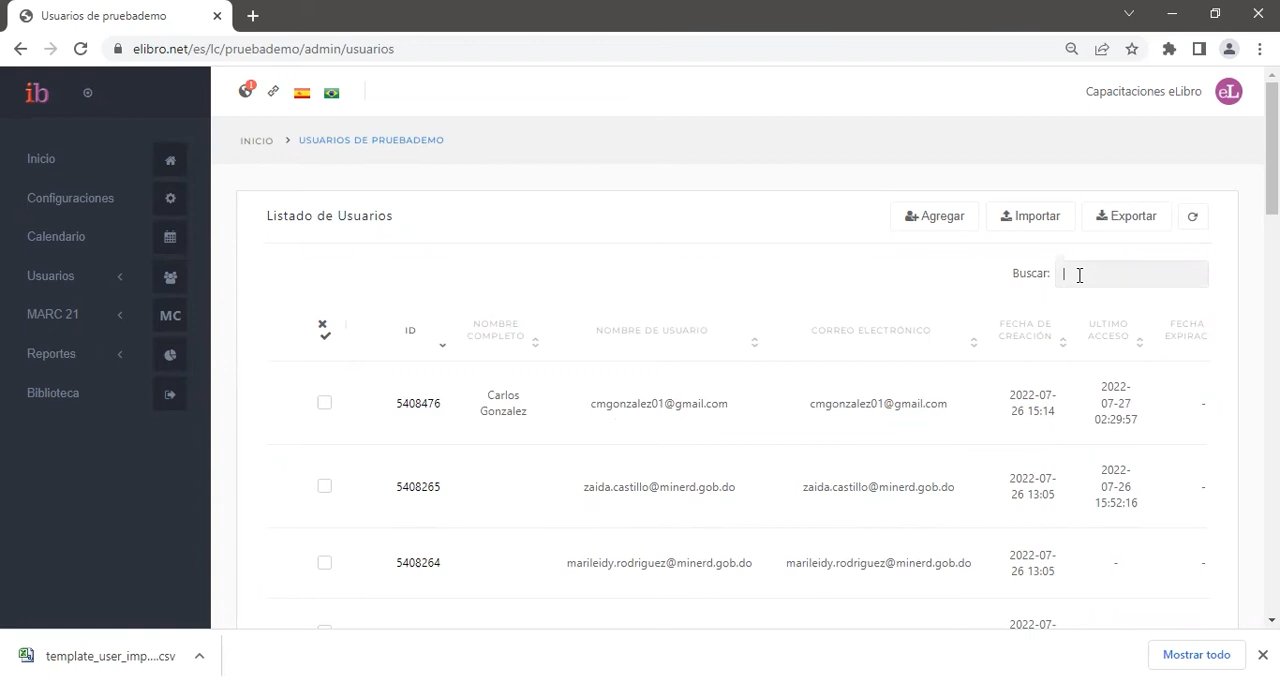 Usuarios de pruebademo
elibro.net/es/lc/pruebademo/admin/usuarios
ib
1
Capacitaciones eLibro
eL
INICIO > USUARIOS DE PRUEBADEMO
Inicio
Configuraciones
Calendario
Usuarios
MARC 21
MC
Reportes
Biblioteca
Listado de Usuarios
Agregar
Importar
Exportar
Buscar:
ID
NOMBRE
COMPLETO
NOMBRE DE USUARIO
CORREO ELECTRÓNICO
FECHA DE
CREACIÓN
ULTIMO
ACCESO
FECHA
EXPIRAC
5408476
Carlos
Gonzalez
cmgonzalez01@gmail.com
cmgonzalez01@gmail.com
2022-07-
26 15:14
2022-
07-27
02:29:57
-
5408265
zaida.castillo@minerd.gob.do
zaida.castillo@minerd.gob.do
2022-07-
26 13:05
2022-
07-26
15:52:16
-
5408264
marileidy.rodriguez@minerd.gob.do
marileidy.rodriguez@minerd.gob.do
2022-07-
26 13:05
-
-
2022-07-
template_user_imp....csv
Mostrar todo